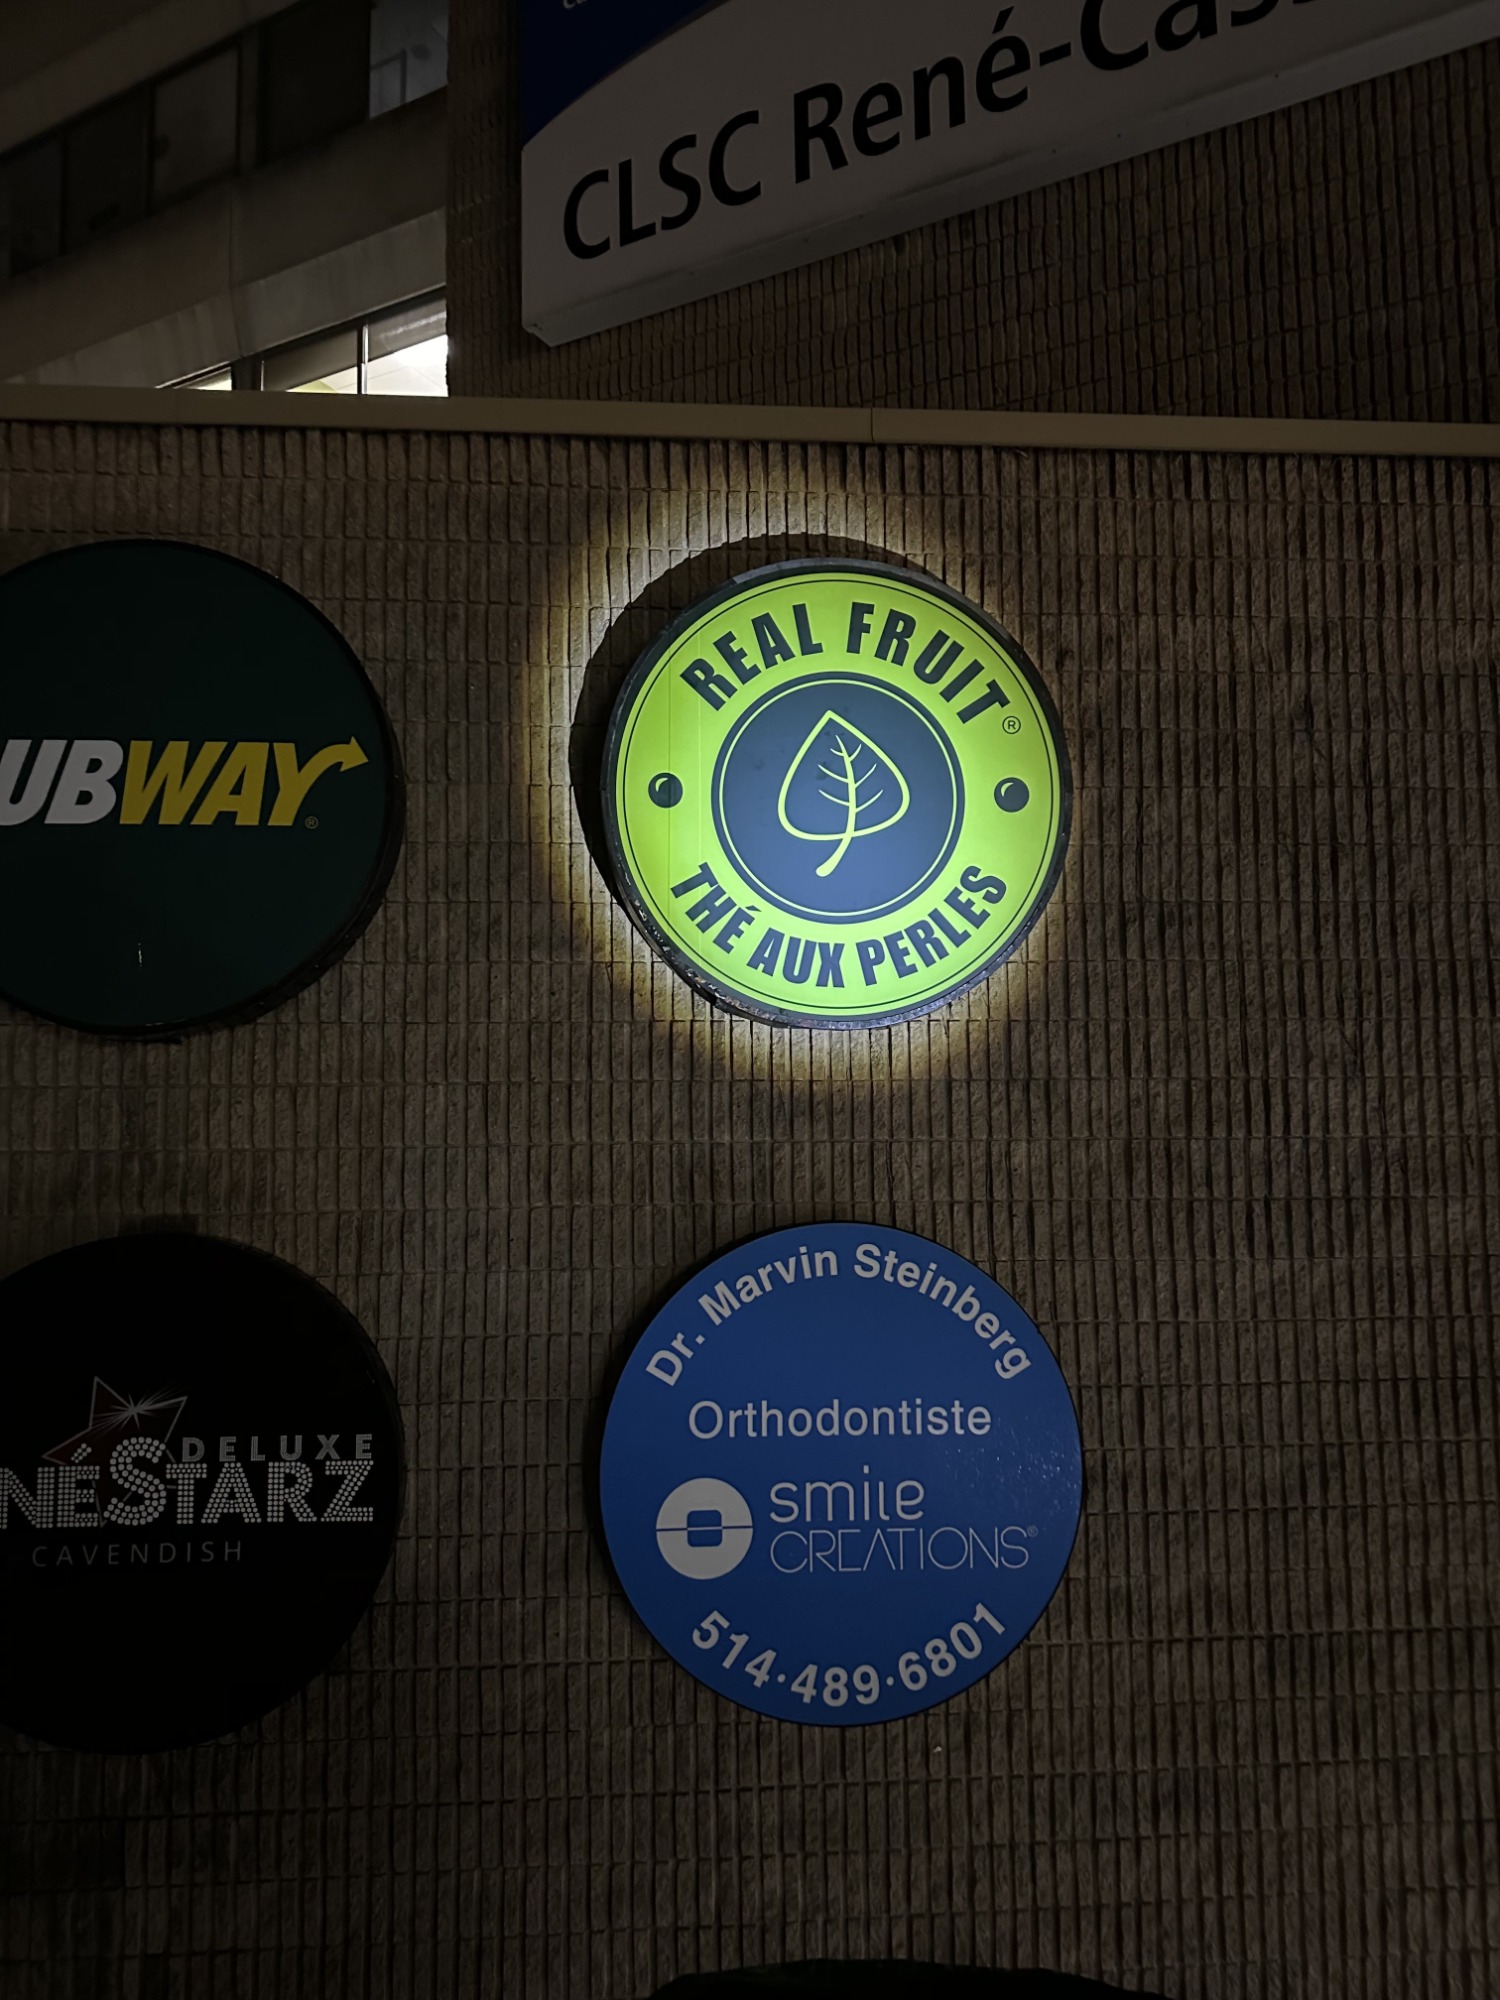 CLSC René-Cas
UBWAY®
REAL FRUIT®
THÉ AUX PERLES
DELUXE
NÉSTARZ
CAVENDISH
Dr. Marvin Steinberg
Orthodontiste
smile
CREATIONS®
514·489·6801